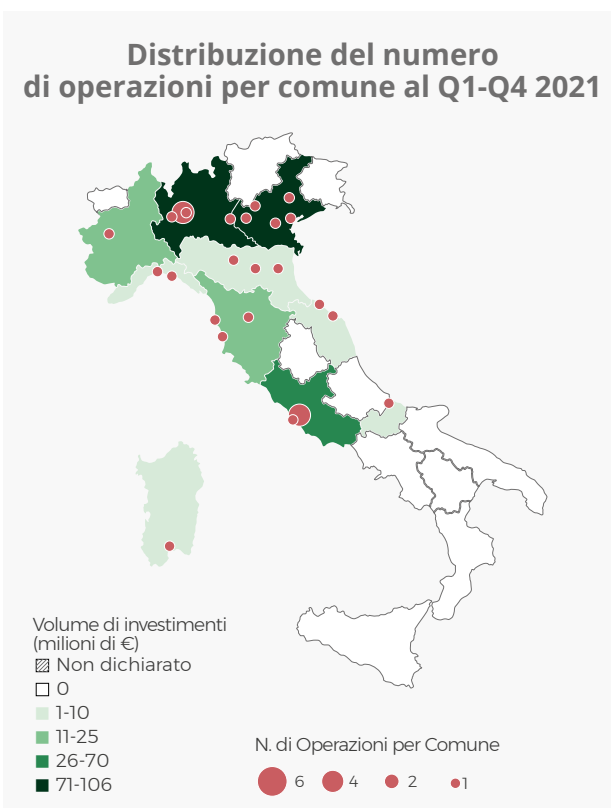 Distribuzione del numero
di operazioni per comune al Q1-Q4 2021
Volume di investimenti
(milioni di €)
Non dichiarato
0
1-10
11-25
26-70
71-106
N. di Operazioni per Comune
6 4 2 1